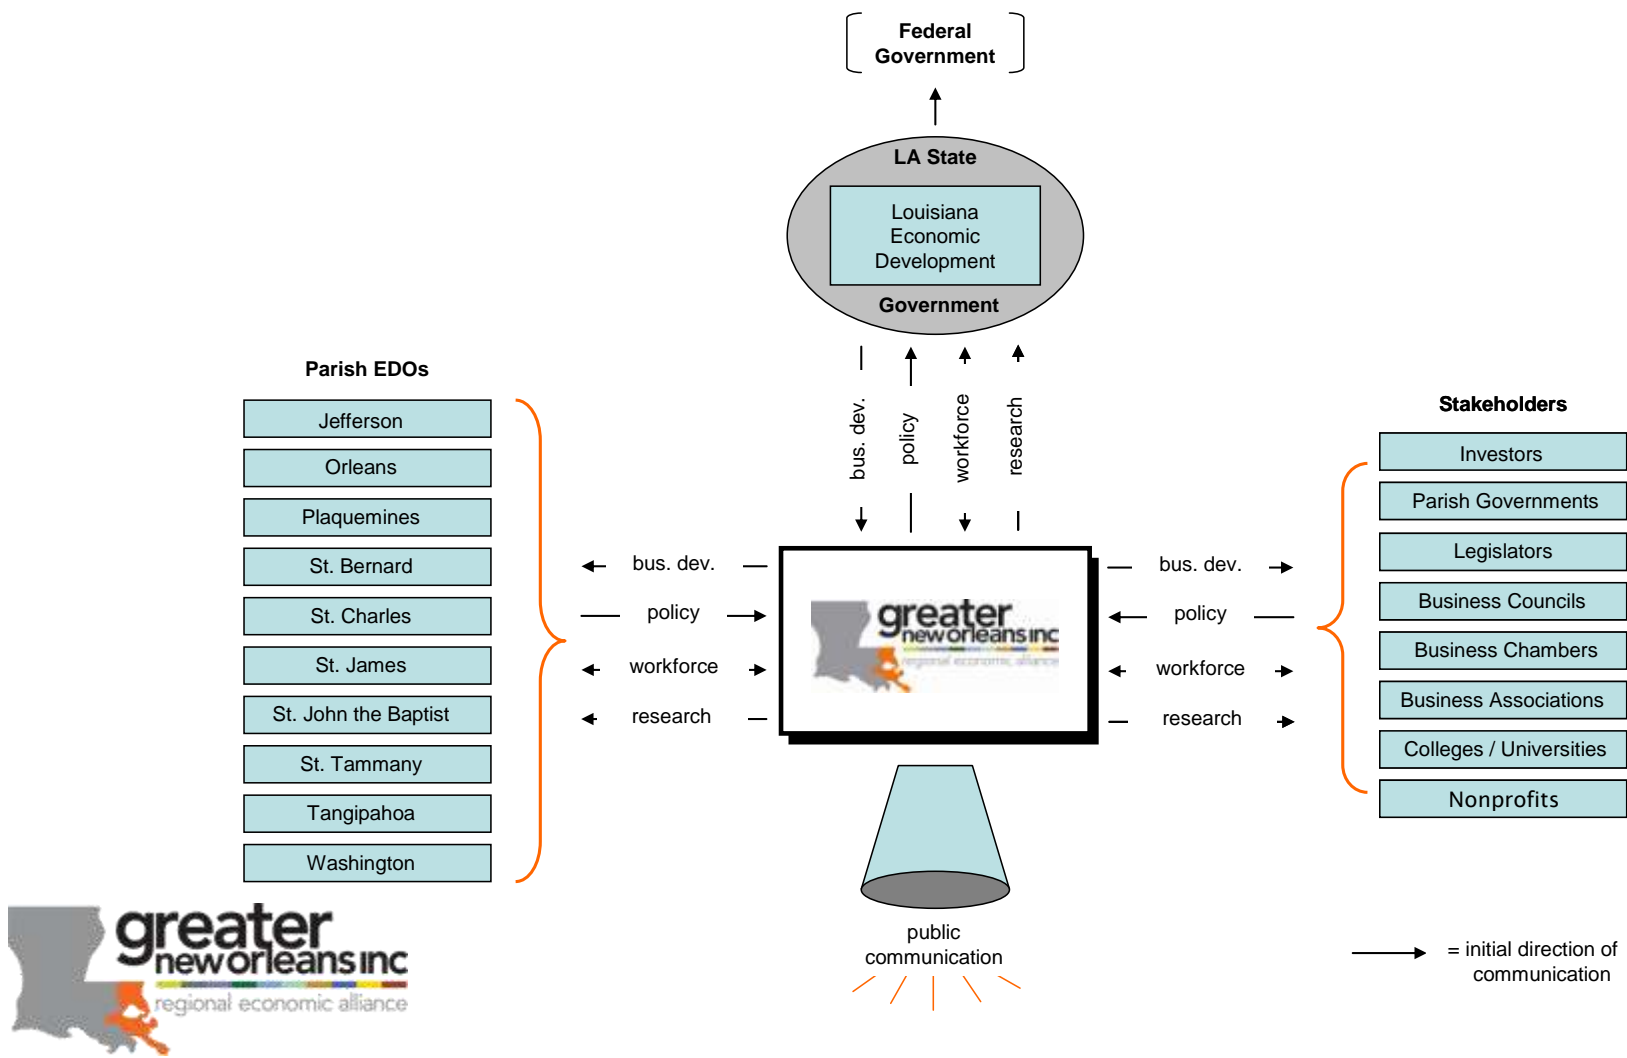 Federal
Government
LA State
Louisiana
Economic
Development
Government
bus. dev.
policy
workforce
research
Parish EDOs
Jefferson
Orleans
Plaquemines
St. Bernard
St. Charles
St. James
St. John the Baptist
St. Tammany
Tangipahoa
Washington
bus. dev.
policy
workforce
research
greater
new orleans inc
regional economic alliance
bus. dev.
policy
workforce
research
Stakeholders
Investors
Parish Governments
Legislators
Business Councils
Business Chambers
Business Associations
Colleges / Universities
Nonprofits
public
communication
greater
new orleans inc
regional economic alliance
= initial direction of
communication